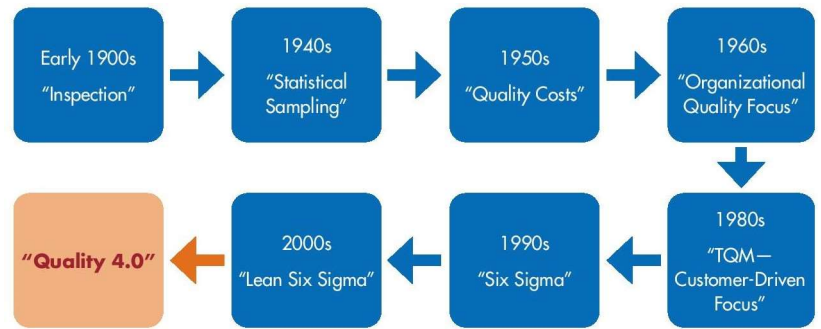 Early 1900s
“Inspection”
1940s
“Statistical
Sampling”
1950s
“Quality Costs”
1960s
“Organizational
Quality Focus”
1980s
“TQM—
Customer-Driven
Focus”
1990s
“Six Sigma”
2000s
“Lean Six Sigma”
“Quality 4.0”